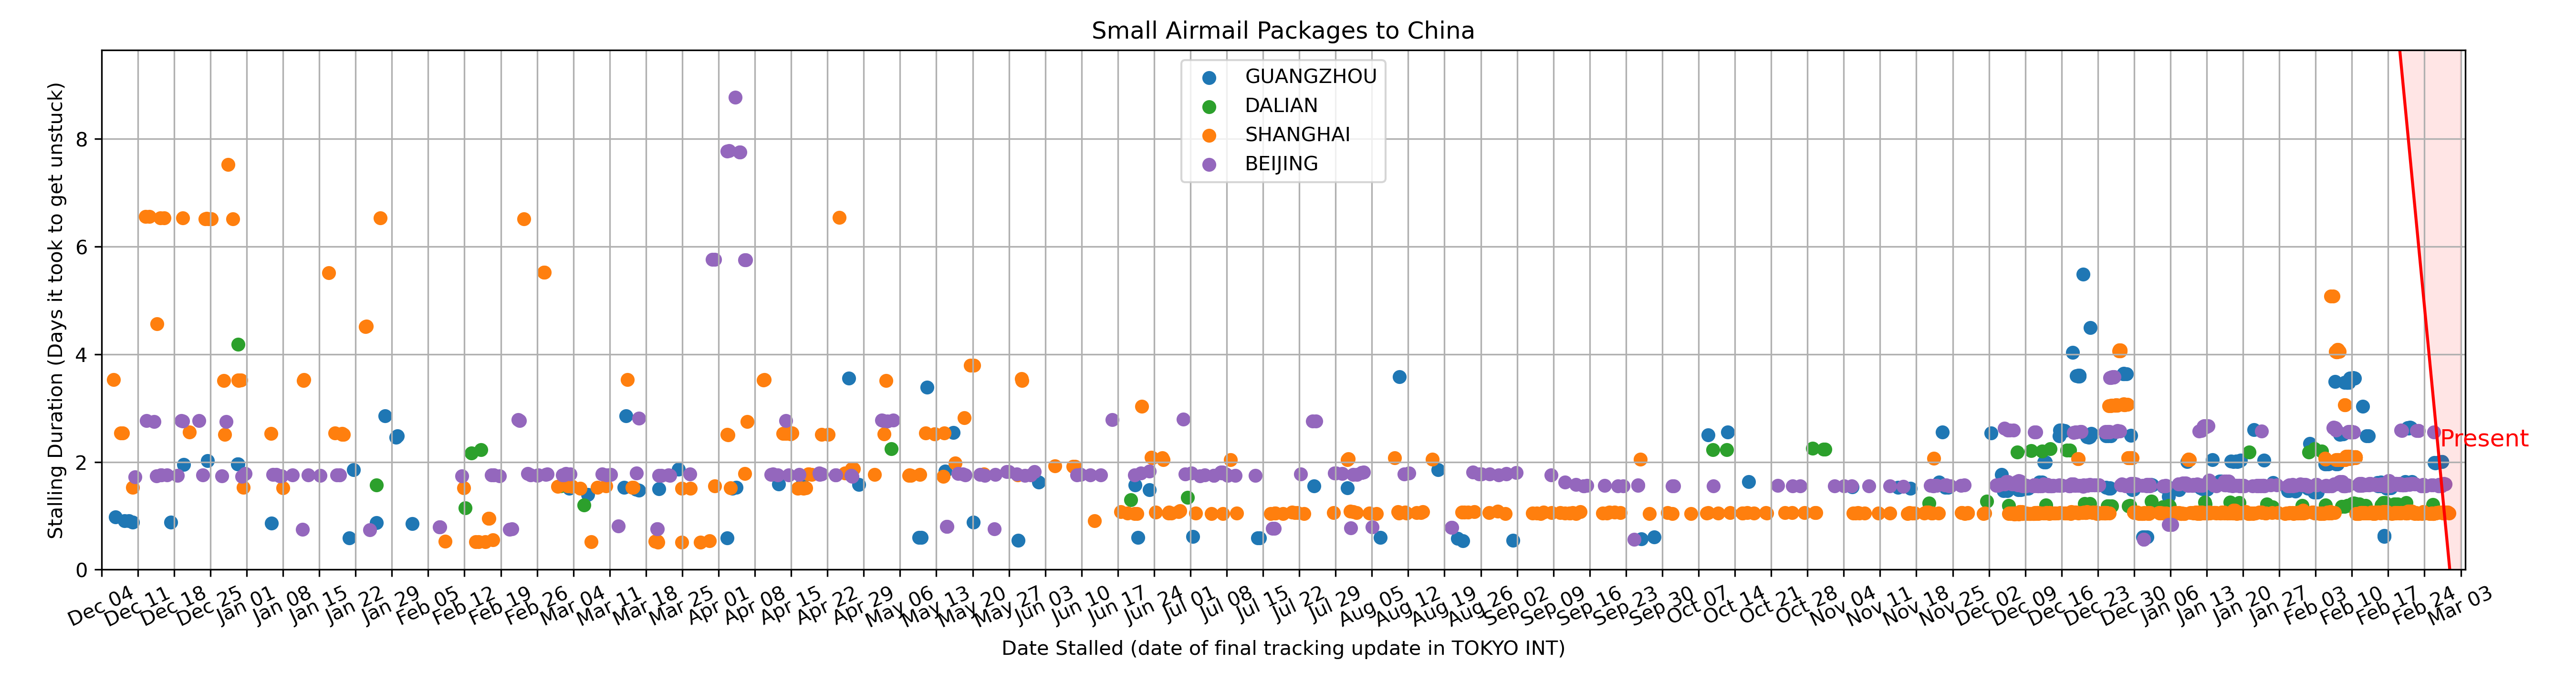 Small Airmail Packages to China
GUANGZHOU
DALIAN
SHANGHAI
BEIJING
Stalling Duration (Days it took to get unstuck)
8
6
4
2
0
Present
Dec 04
Dec 11
Dec 18
Dec 25
Jan 01
Jan 08
Jan 15
Jan 22
Jan 29
Feb 05
Feb 12
Feb 19
Feb 26
Mar 04
Mar 11
Mar 18
Mar 25
Apr 01
Apr 08
Apr 15
Apr 22
Apr 29
May 06
May 13
May 20
May 27
Jun 03
Jun 10
Jun 17
Jun 24
Jul 01
Jul 08
Jul 15
Jul 22
Jul 29
Aug 05
Aug 12
Aug 19
Aug 26
Sep 02
Sep 09
Sep 16
Sep 23
Sep 30
Oct 07
Oct 14
Oct 21
Oct 28
Nov 04
Nov 11
Nov 18
Nov 25
Dec 02
Dec 09
Dec 16
Dec 23
Dec 30
Jan 06
Jan 13
Jan 20
Jan 27
Feb 03
Feb 10
Feb 17
Feb 24
Mar 03
Date Stalled (date of final tracking update in TOKYO INT)